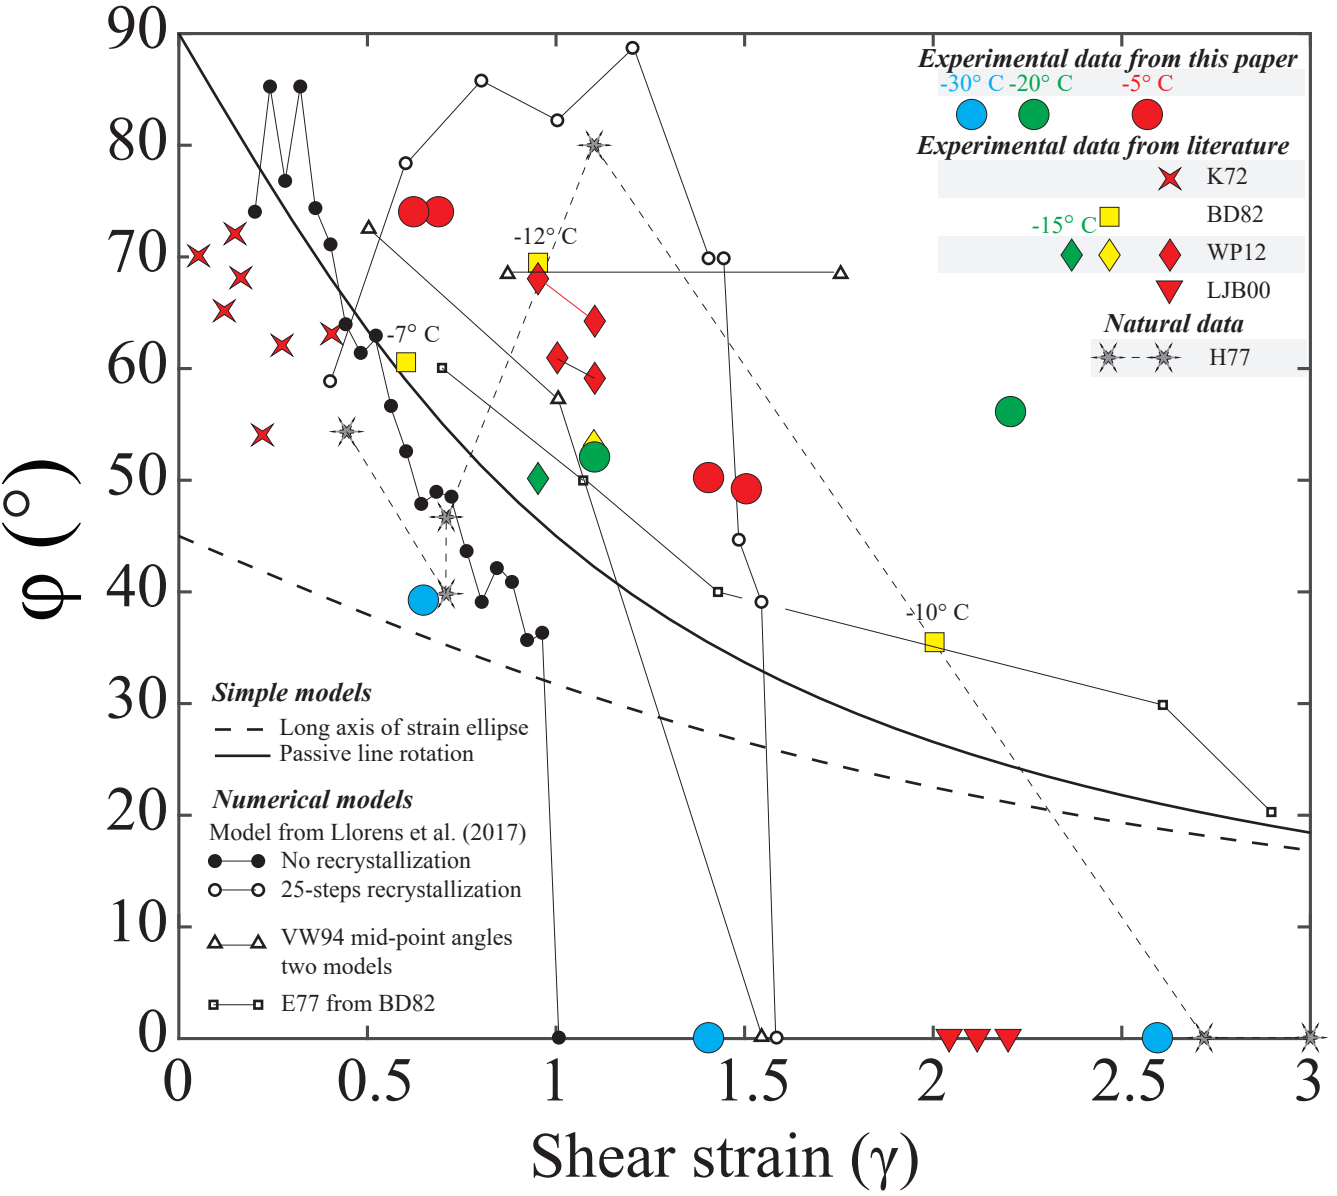 90
80
70
60
50
40
30
20
10
0
φ (°)
0
0.5
1
1.5
2
2.5
3
Shear strain (γ)
Experimental data from this paper
-30° C -20° C -5° C
Experimental data from literature
K72
BD82
-15° C
WP12
LJB00
Natural data
H77
-12° C
-7° C
-10° C
Simple models
Long axis of strain ellipse
Passive line rotation
Numerical models
Model from Llorens et al. (2017)
No recrystallization
25-steps recrystallization
VW94 mid-point angles
two models
E77 from BD82